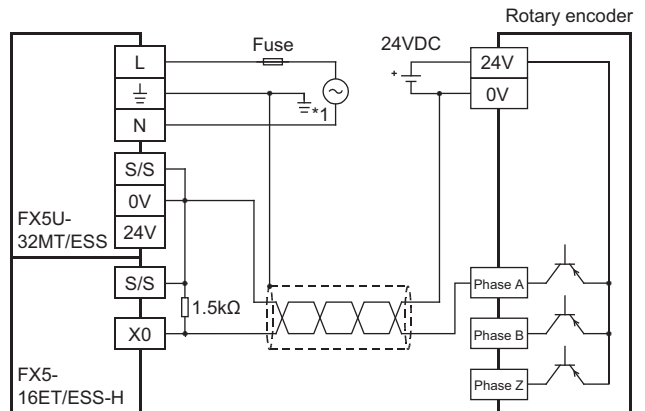 Rotary encoder
Fuse
24VDC
L
24V
+
0V
*1
N
S/S
0V
FX5U-
32MT/ESS
24V
S/S
Phase A
1.5kΩ
X0
Phase B
FX5-
16ET/ESS-H
Phase Z